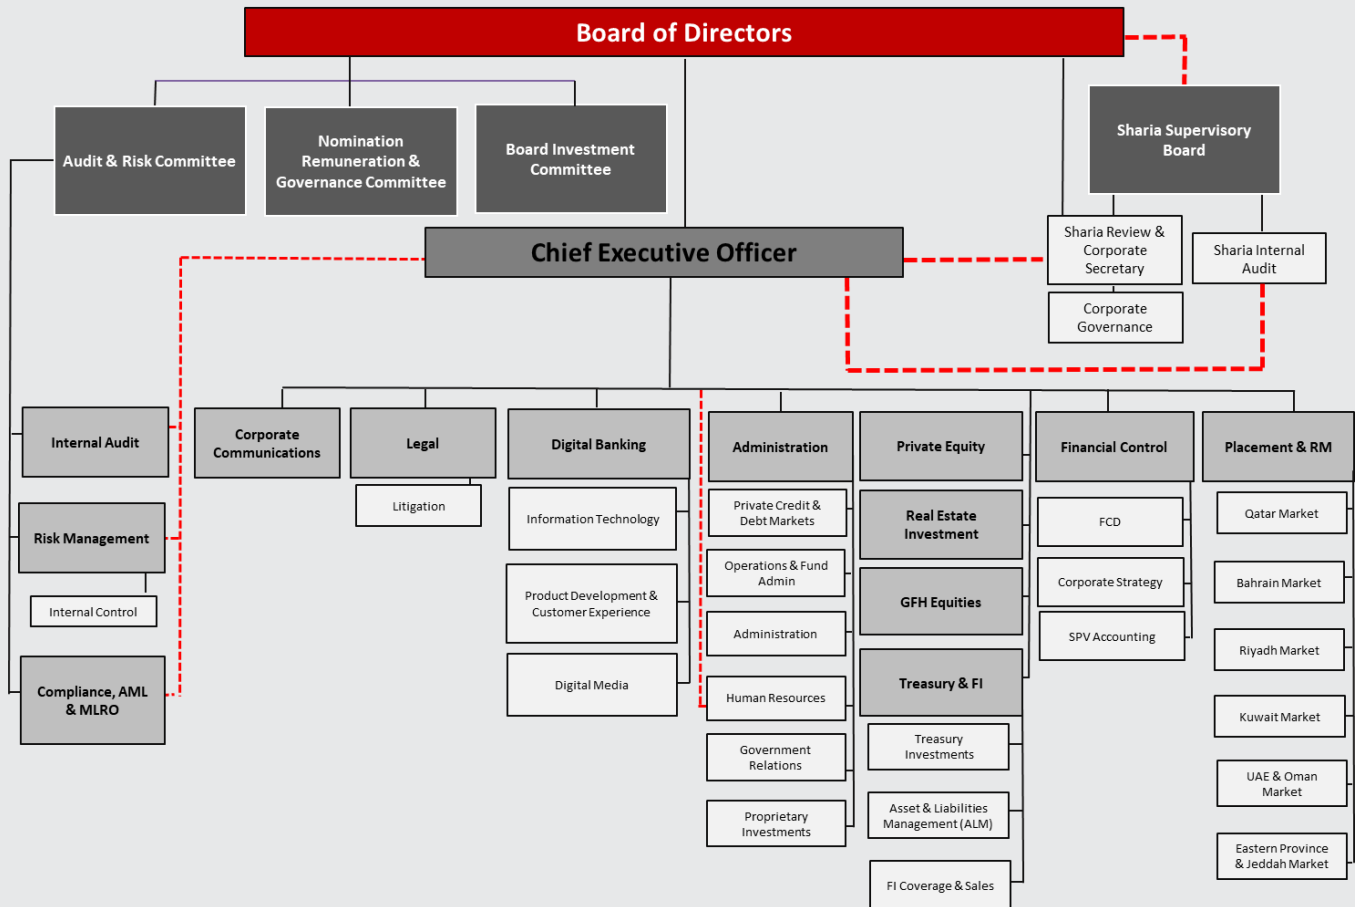 Board of Directors
Audit & Risk Committee
Nomination
Remuneration &
Governance Committee
Board Investment
Committee
Sharia Supervisory
Board
Chief Executive Officer
Sharia Review &
Corporate
Secretary
Sharia Internal
Audit
Corporate
Governance
Internal Audit
Risk Management
Internal Control
Compliance, AML
& MLRO
Corporate
Communications
Legal
Litigation
Digital Banking
Information Technology
Product Development &
Customer Experience
Digital Media
Administration
Private Credit &
Debt Markets
Operations & Fund
Admin
Administration
Human Resources
Government
Relations
Proprietary
Investments
Private Equity
Real Estate
Investment
GFH Equities
Treasury & FI
Treasury
Investments
Asset & Liabilities
Management (ALM)
FI Coverage & Sales
Financial Control
FCD
Corporate Strategy
SPV Accounting
Placement & RM
Qatar Market
Bahrain Market
Riyadh Market
Kuwait Market
UAE & Oman
Market
Eastern Province
& Jeddah Market